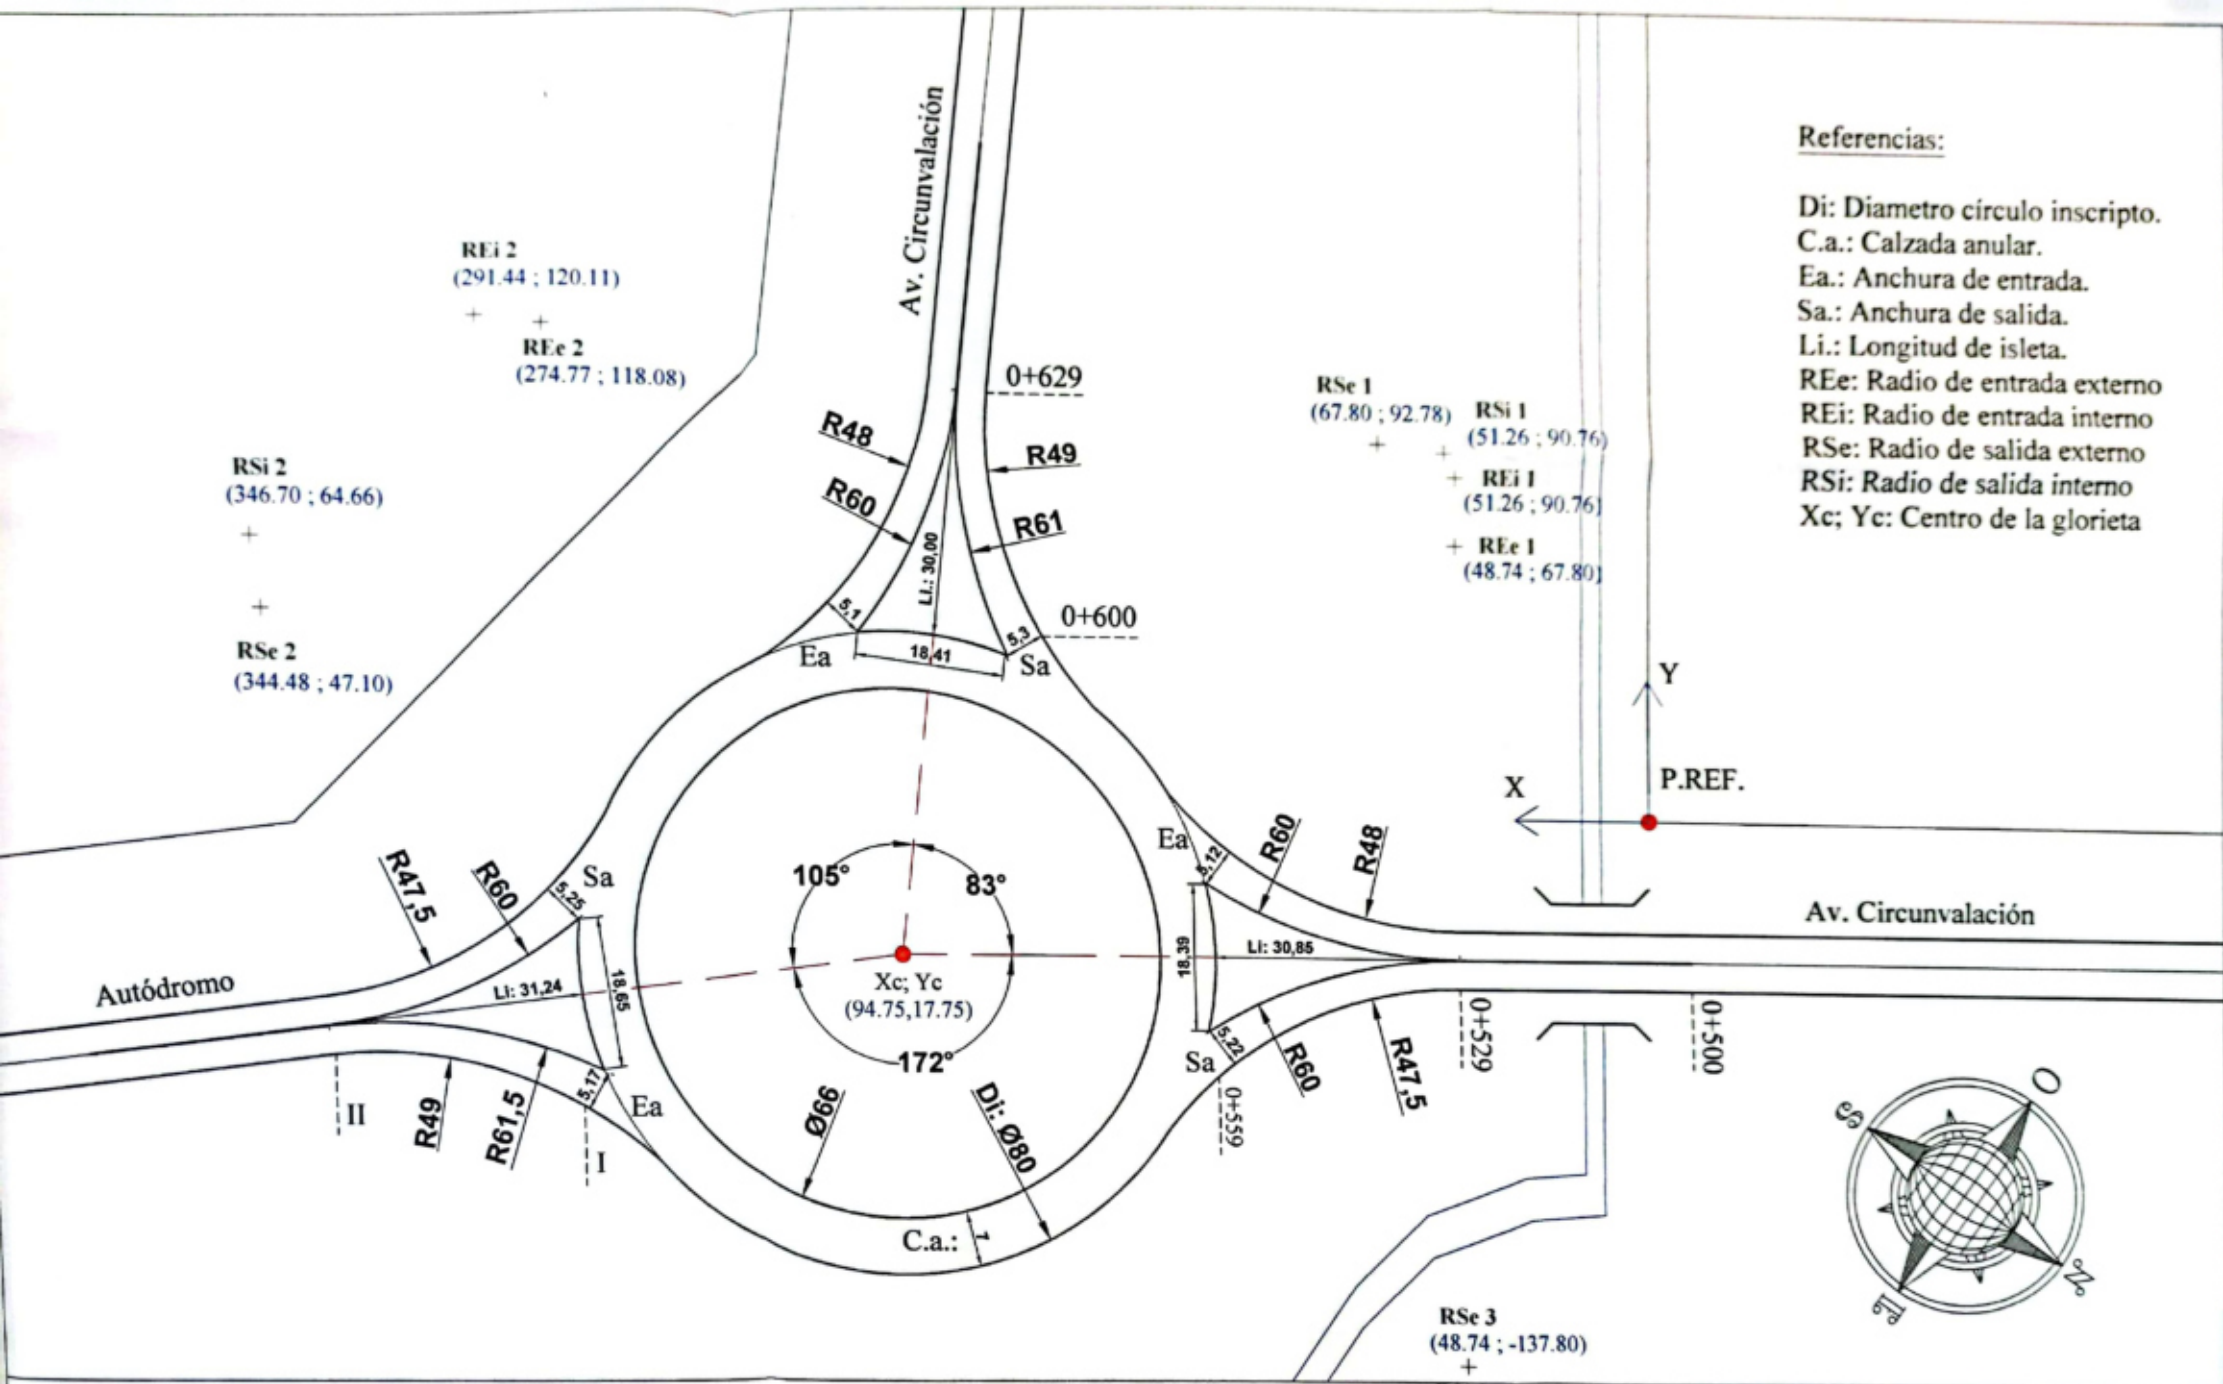 Av. Circunvalación
REi 2
(291.44 ; 120.11)
REe 2
(274.77 ; 118.08)
RSi 2
(346.70 ; 64.66)
RSe 2
(344.48 ; 47.10)
0+629
R48
R49
R60
R61
Li.: 30,00
5,1
18,41
5,3
0+600
Ea
Sa
RSe 1
(67.80 ; 92.78)
RSi 1
(51.26 ; 90.76)
REi 1
(51.26 ; 90.76)
REe 1
(48.74 ; 67.80)
Referencias:
Di: Diametro círculo inscripto.
C.a.: Calzada anular.
Ea.: Anchura de entrada.
Sa.: Anchura de salida.
Li.: Longitud de isleta.
REe: Radio de entrada externo
REi: Radio de entrada interno
RSe: Radio de salida externo
RSi: Radio de salida interno
Xc; Yc: Centro de la glorieta
Y
X
P.REF.
Av. Circunvalación
Ea
5,12
R60
R48
18,39
Li: 30,85
Sa
5,22
R60
R47,5
0+559
0+529
0+500
105°
83°
172°
Xc; Yc
(94.75,17.75)
Ø66
Di: Ø80
C.a.:
7
Autódromo
R47,5
R60
5,25
Sa
Li: 31,24
18,65
5,17
Ea
R49
R61,5
II
I
RSe 3
(48.74 ; -137.80)
O
S
N
E